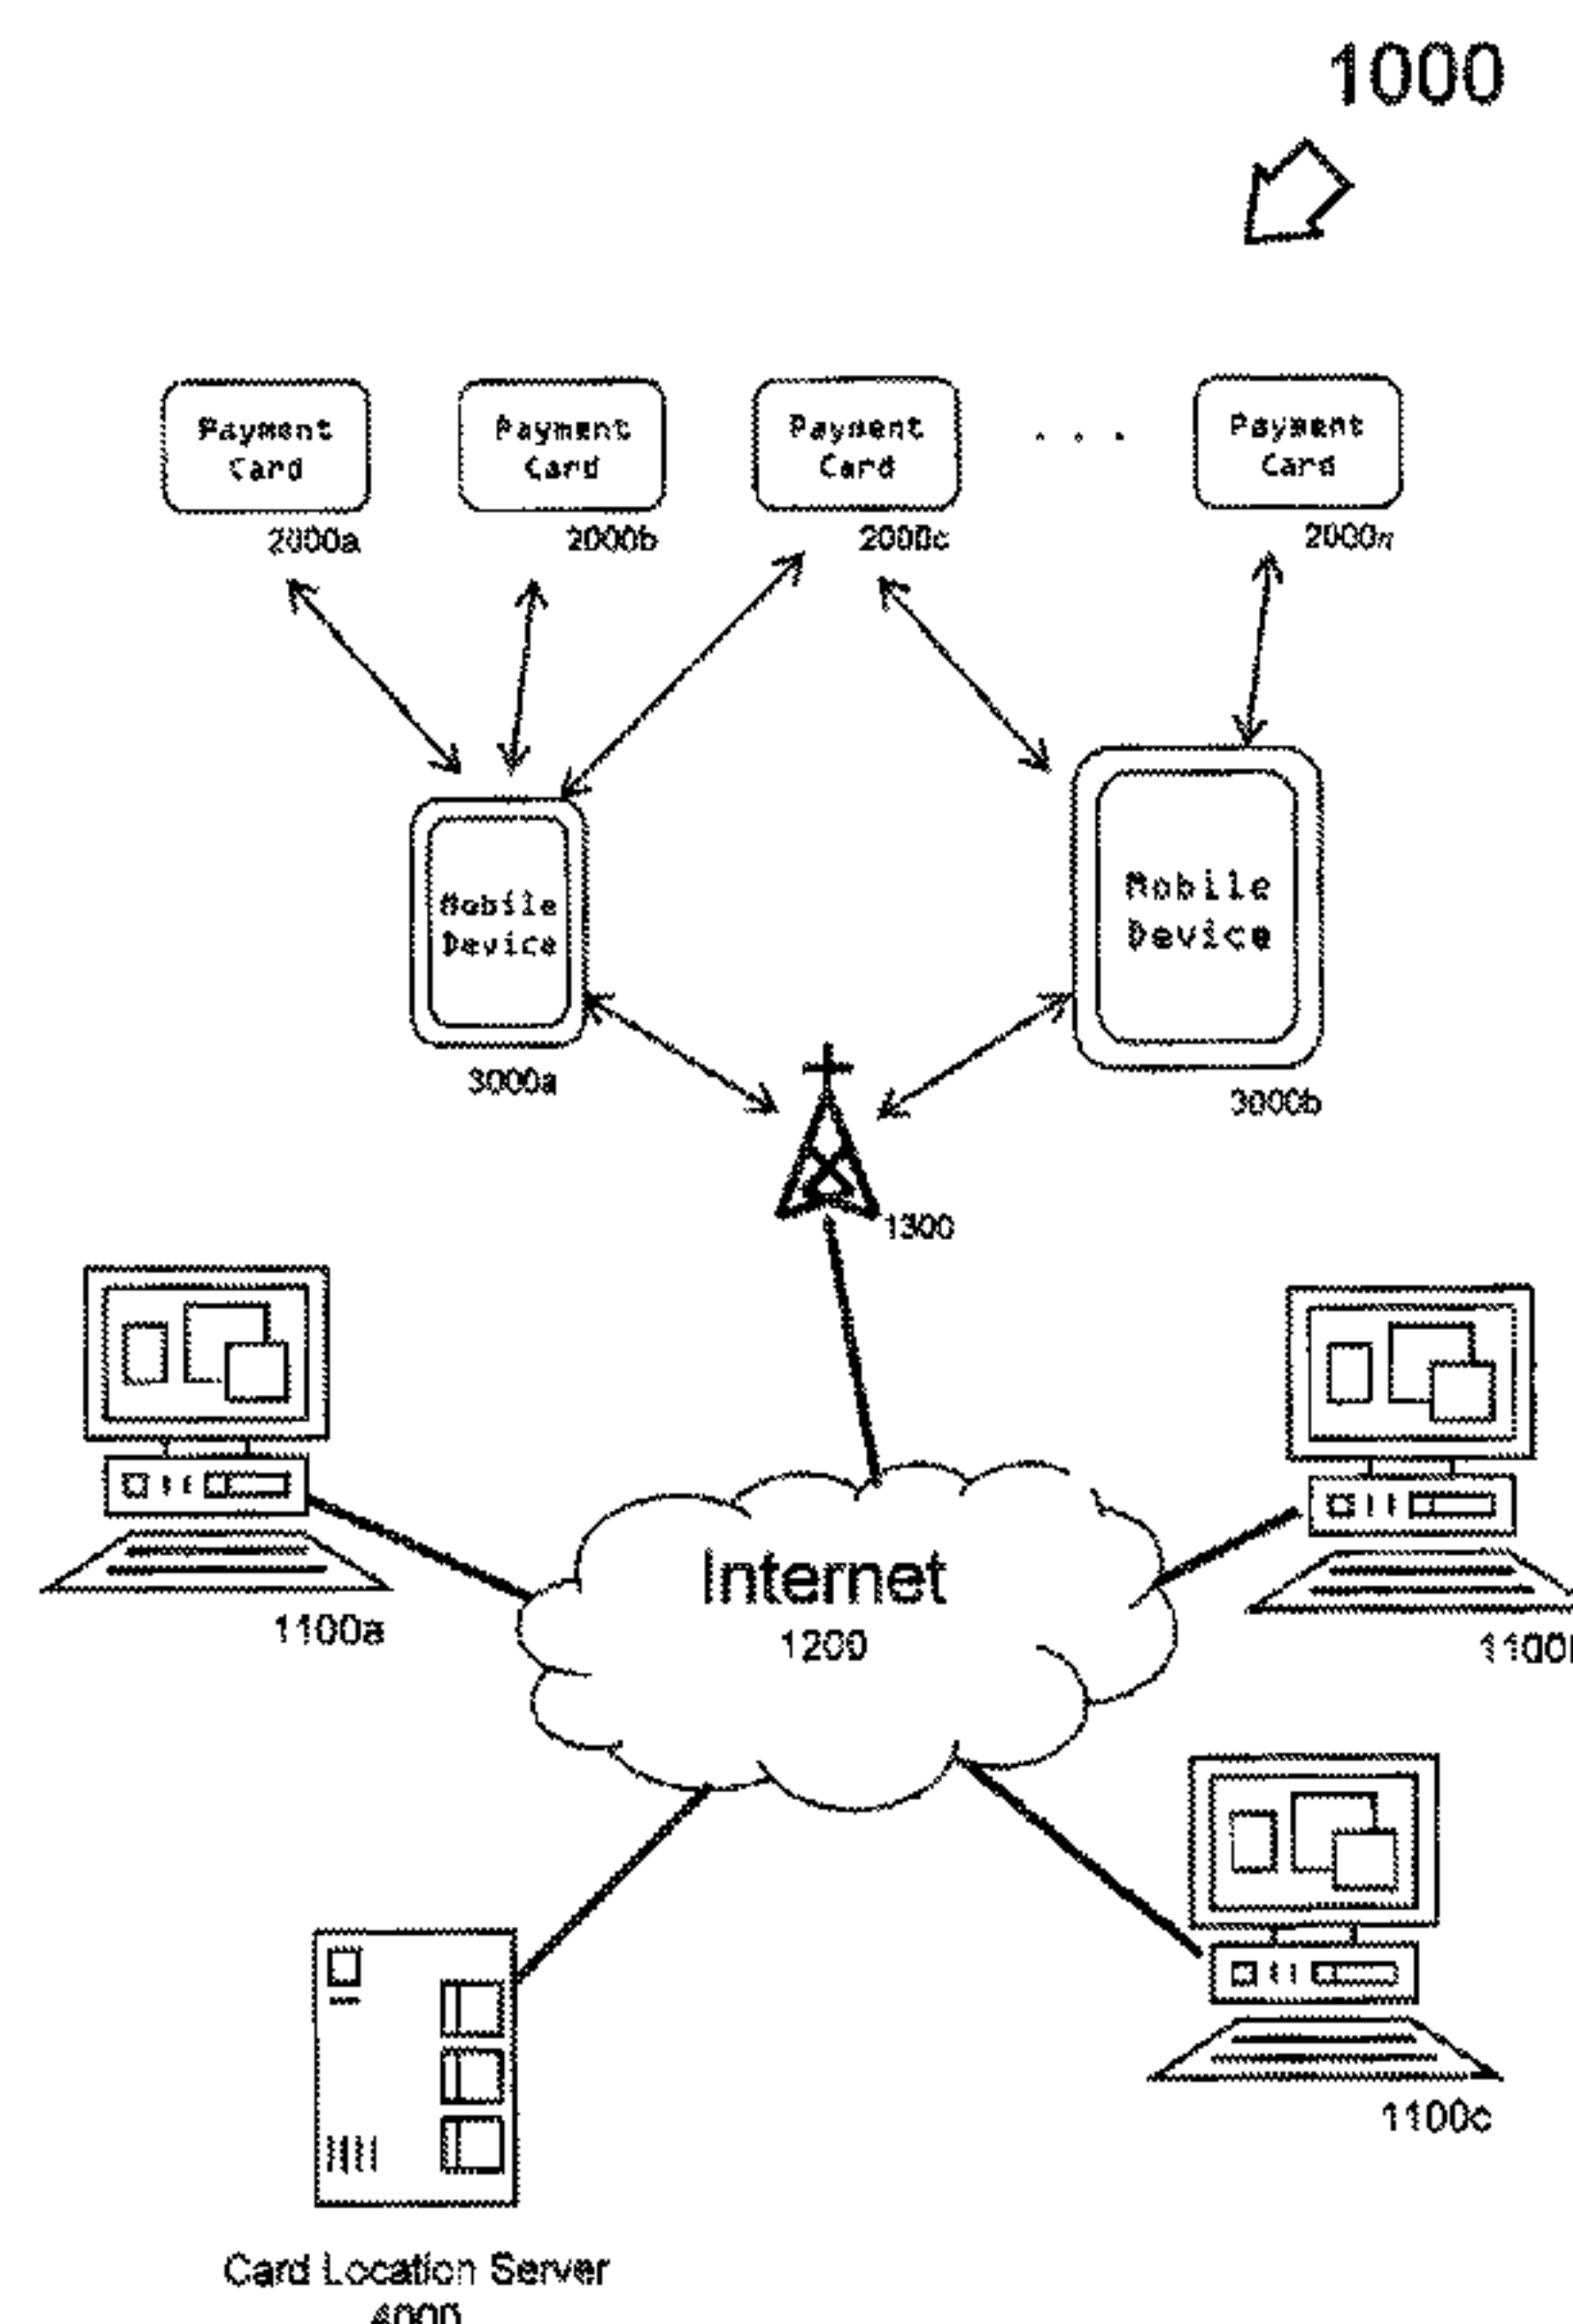 1000
Payment
Card
2000a
Payment
Card
2000b
Payment
Card
2000c
. . .
Payment
Card
2000n
Mobile
Device
3000a
Mobile
Device
3000b
1300
1100a
Internet
1200
1100c
Card Location Server
4000